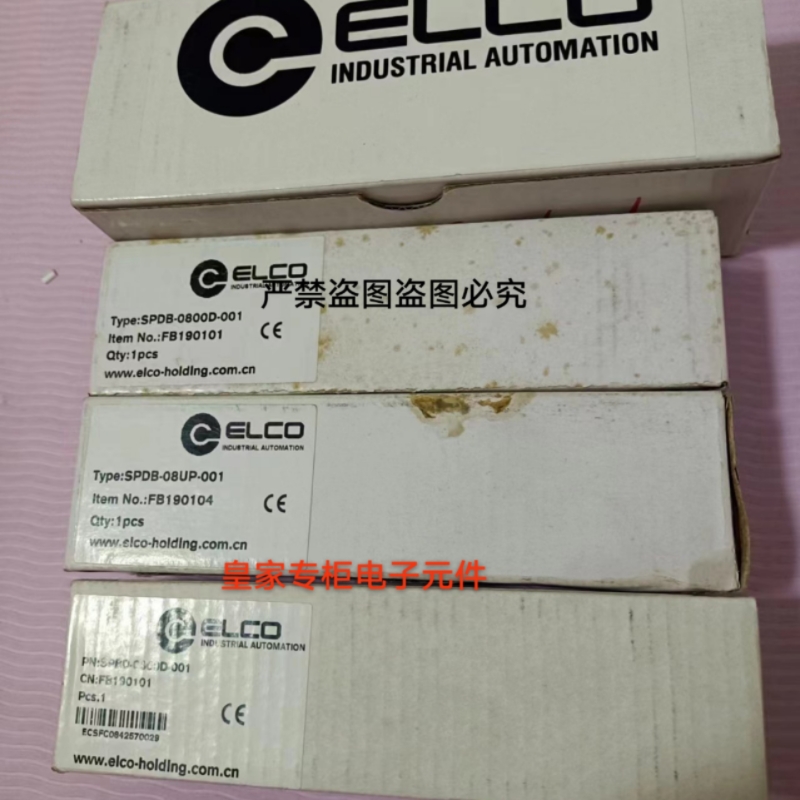 ELCO
INDUSTRIAL AUTOMATION
ELCO
INDUSTRIAL
严禁盗图盗图必究
Type:SPDB-0800D-001
Item No.:FB190101
CE
Qty:1pcs
www.elco-holding.com.cn
ELCO
INDUSTRIAL AUTOMATION
Type:SPDB-08UP-001
Item No.:FB190104
CE
Qty:1pcs
www.elco-holding.com.cn
皇家专柜电子元件
ELCO
INDUSTRIAL AUTOMATION
CN:FB190101
Pcs.1
CE
ECSFC0642570029
www.elco-holding.com.cn